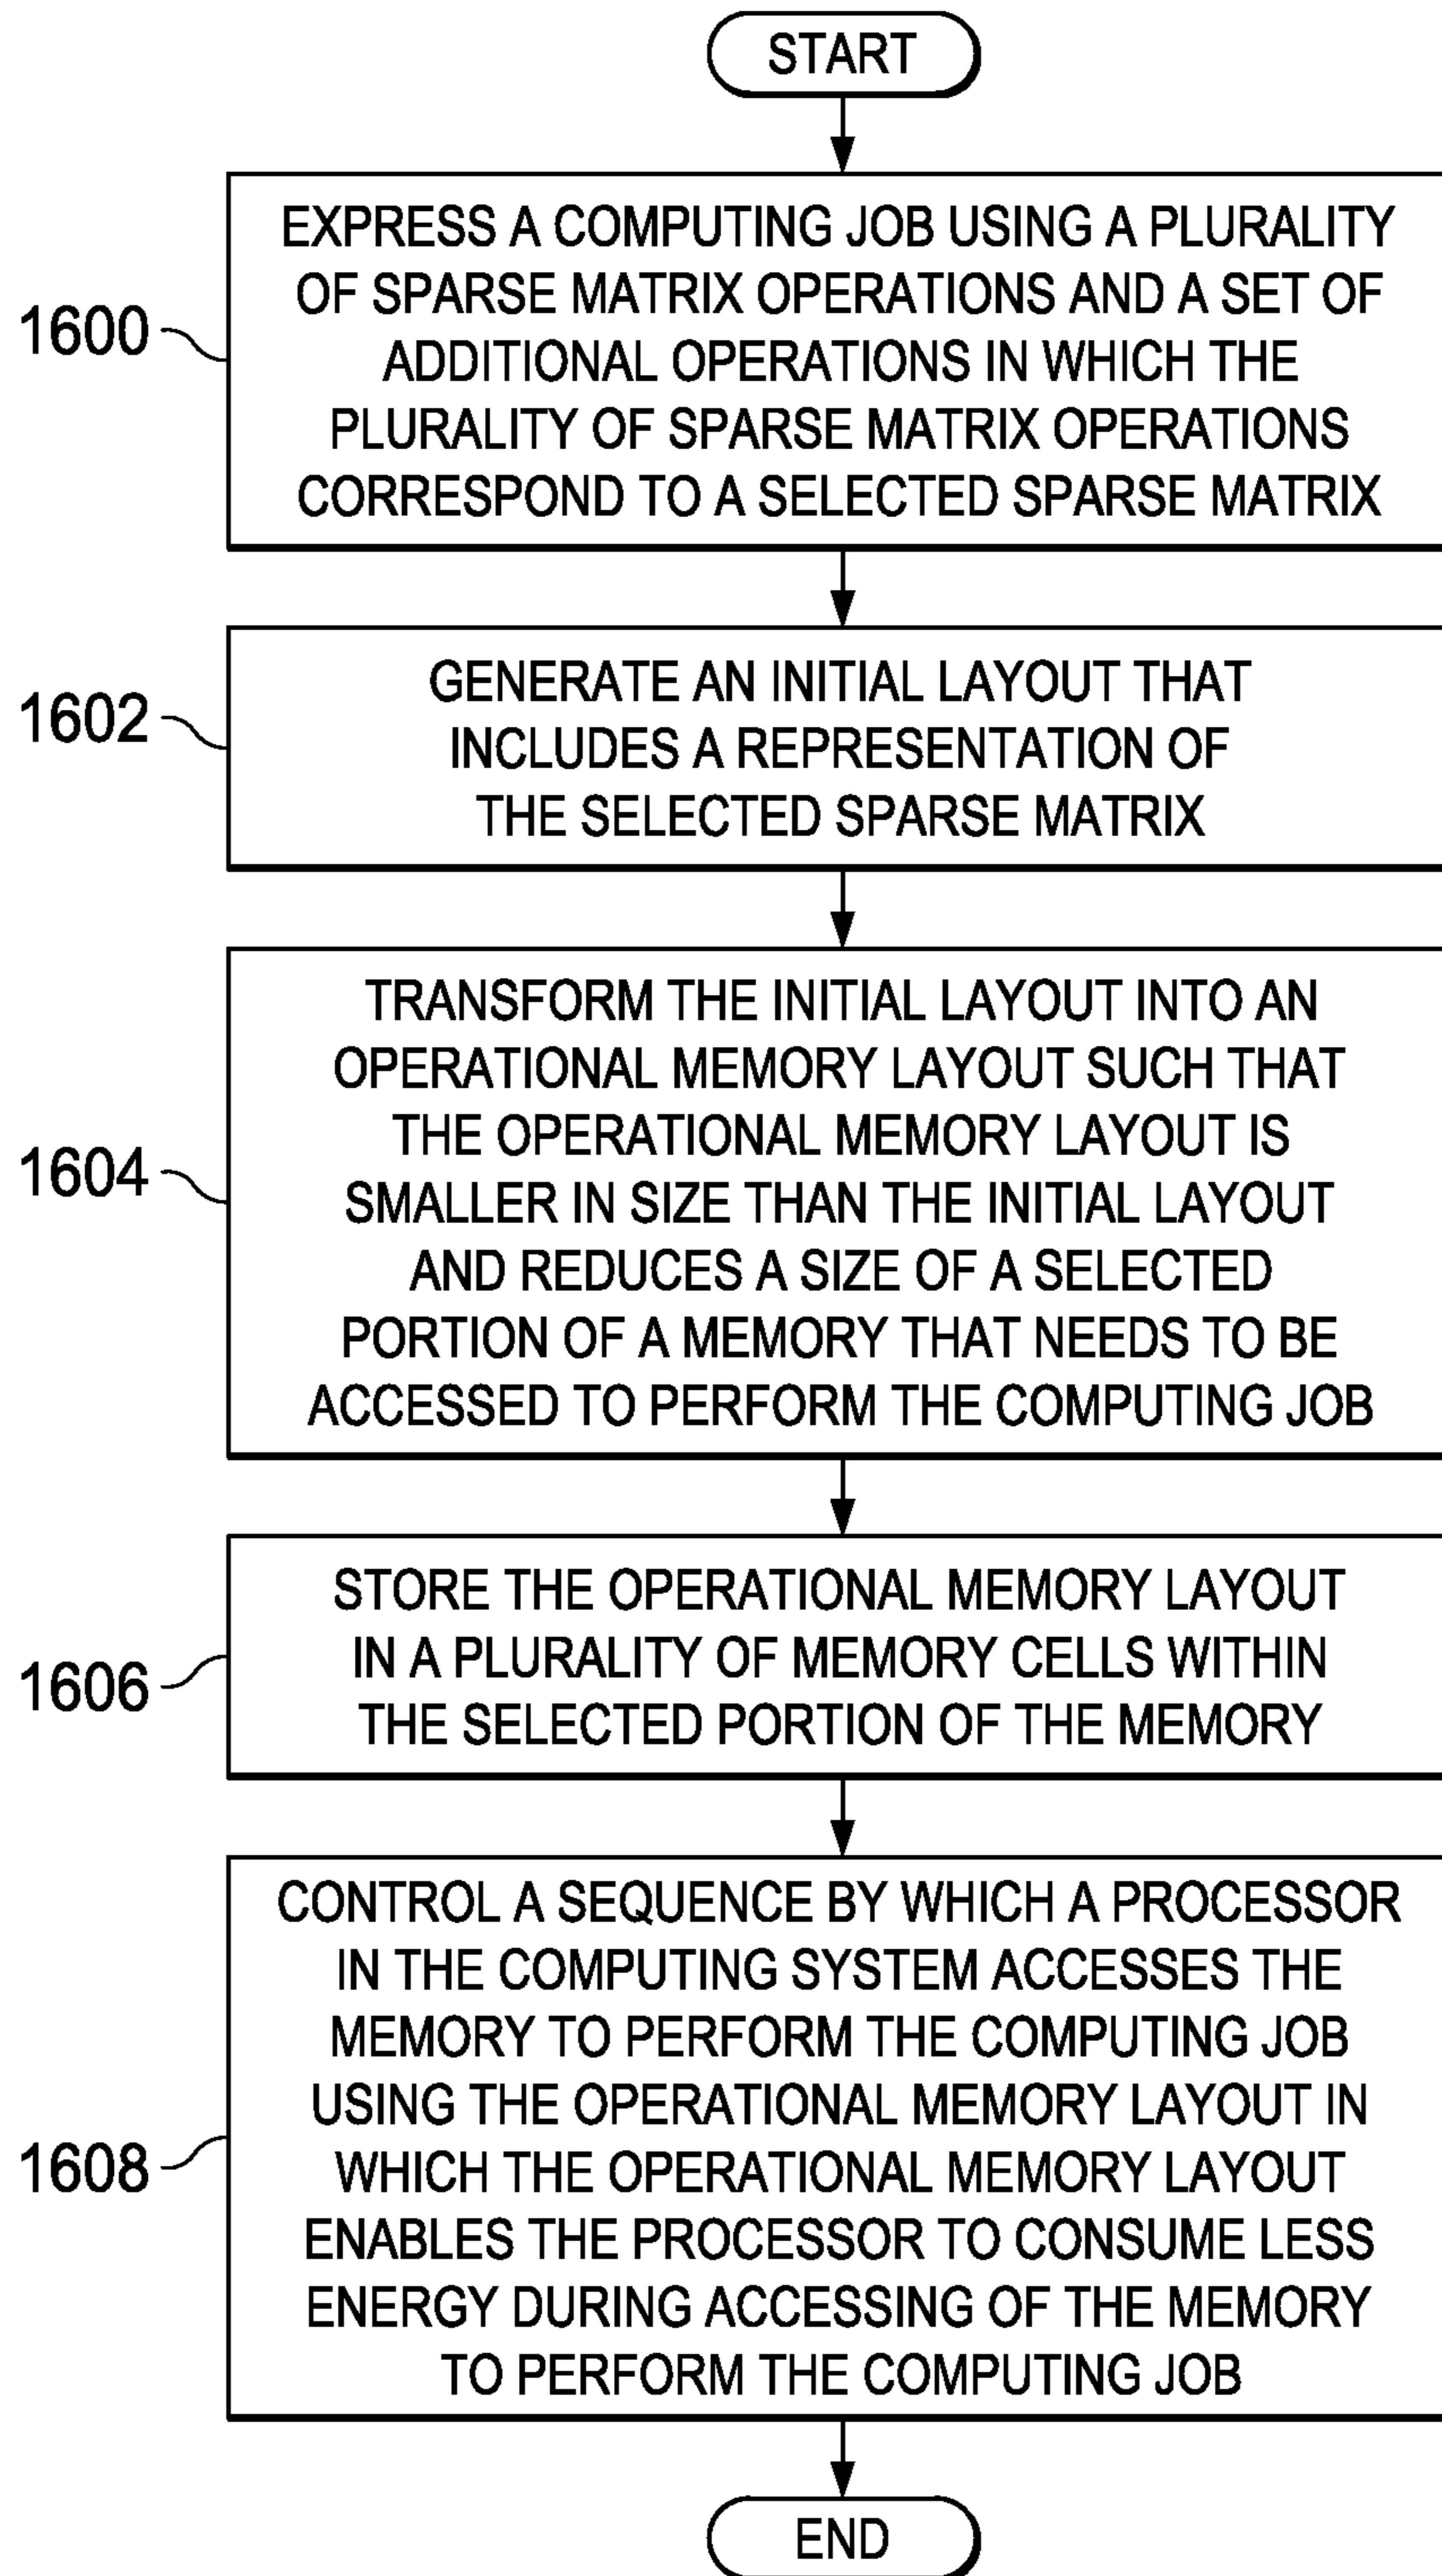 START
EXPRESS A COMPUTING JOB USING A PLURALITY
OF SPARSE MATRIX OPERATIONS AND A SET OF
1600
ADDITIONAL OPERATIONS IN WHICH THE
PLURALITY OF SPARSE MATRIX OPERATIONS
CORRESPOND TO A SELECTED SPARSE MATRIX
GENERATE AN INITIAL LAYOUT THAT
1602
INCLUDES A REPRESENTATION OF
THE SELECTED SPARSE MATRIX
TRANSFORM THE INITIAL LAYOUT INTO AN
OPERATIONAL MEMORY LAYOUT SUCH THAT
THE OPERATIONAL MEMORY LAYOUT IS
1604
SMALLER IN SIZE THAN THE INITIAL LAYOUT
AND REDUCES A SIZE OF A SELECTED
PORTION OF A MEMORY THAT NEEDS TO BE
ACCESSED TO PERFORM THE COMPUTING JOB
STORE THE OPERATIONAL MEMORY LAYOUT
IN A PLURALITY OF MEMORY CELLS WITHIN
1606
THE SELECTED PORTION OF THE MEMORY
CONTROL A SEQUENCE BY WHICH A PROCESSOR
IN THE COMPUTING SYSTEM ACCESSES THE
MEMORY TO PERFORM THE COMPUTING JOB
USING THE OPERATIONAL MEMORY LAYOUT IN
1608
WHICH THE OPERATIONAL MEMORY LAYOUT
ENABLES THE PROCESSOR TO CONSUME LESS
ENERGY DURING ACCESSING OF THE MEMORY
TO PERFORM THE COMPUTING JOB
END